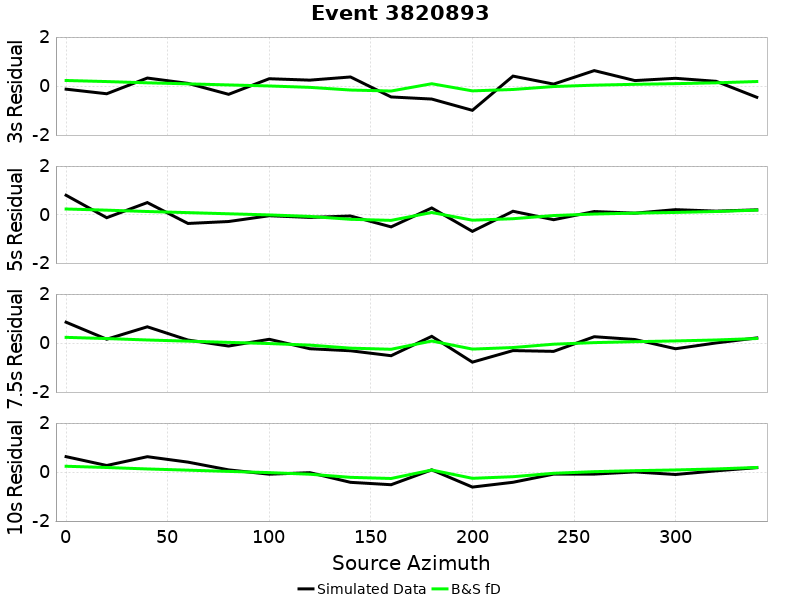 Event 3820893
3s Residual
2
0
-2
5s Residual
2
0
-2
7.5s Residual
2
0
-2
10s Residual
2
0
-2
0 50 100 150 200 250 300
Source Azimuth
Simulated Data B&S fD